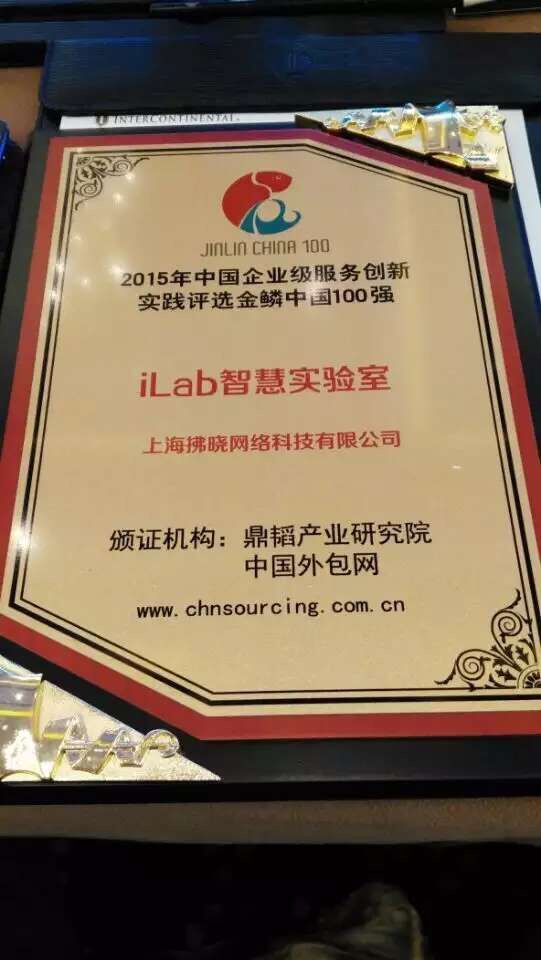 INTERCONTINENTAL
JINLIN CHINA 100
2015年中国企业级服务创新
实践评选金鳞中国100强
iLab智慧实验室
上海拂晓网络科技有限公司
颁证机构：鼎韬产业研究院
中国外包网
www.chnsourcing.com.cn